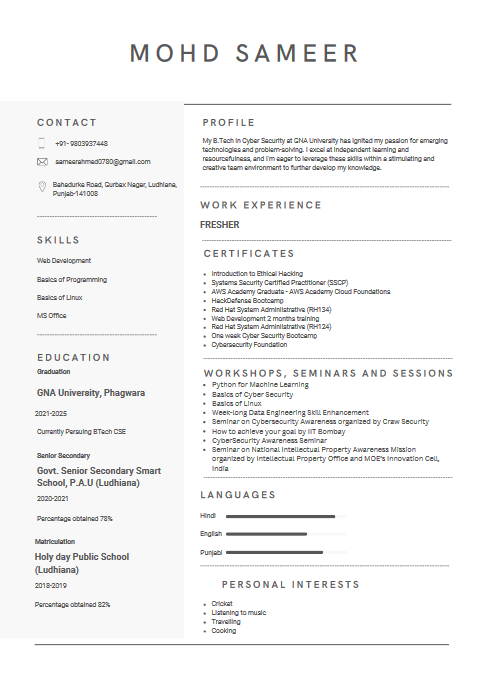 MOHD SAMEER
CONTACT
+91- 9803937448
sameerahmed0780@gmail.com
Bahadurke Road, Qurbax Nagar, Ludhiana,
Punjab-141008
SKILLS
Web Development
Basics of Programming
Basics of Linux
MS Office
EDUCATION
Graduation
GNA University, Phagwara
2021-2025
Currently Persuing BTech CSE
Senior Secondary
Govt. Senior Secondary Smart
School, P.A.U (Ludhiana)
2020-2021
Percentage obtained 78%
Matriculation
Holy day Public School
(Ludhiana)
2018-2019
Percentage obtained 82%
PROFILE
My B.Tech in Cyber Security at GNA University has ignited my passion for emerging
technologies and problem-solving. I excel at independent learning and
resourcefulness, and I'm eager to leverage these skills within a stimulating and
creative team environment to further develop my knowledge.
WORK EXPERIENCE
FRESHER
CERTIFICATES
Introduction to Ethical Hacking
Systems Security Certified Practitioner (SSCP)
AWS Academy Graduate - AWS Academy Cloud Foundations
HackDefense Bootcamp
Red Hat System Administrative (RH134)
Web Development 2 months training
Red Hat System Administrative (RH124)
One week Cyber Security Bootcamp
Cybersecurity Foundation
WORKSHOPS, SEMINARS AND SESSIONS
Python for Machine Learning
Basics of Cyber Security
Basics of Linux
Week-long Data Engineering Skill Enhancement
Seminar on Cybersecurity Awareness organized by Craw Security
How to achieve your goal by IIT Bombay
CyberSecurity Awareness Seminar
Seminar on National Intellectual Property Awareness Mission
organized by Intellectual Property Office and MOE's Innovation Cell,
India
LANGUAGES
Hindi
English
Punjabi
PERSONAL INTERESTS
Cricket
Listening to music
Travelling
Cooking